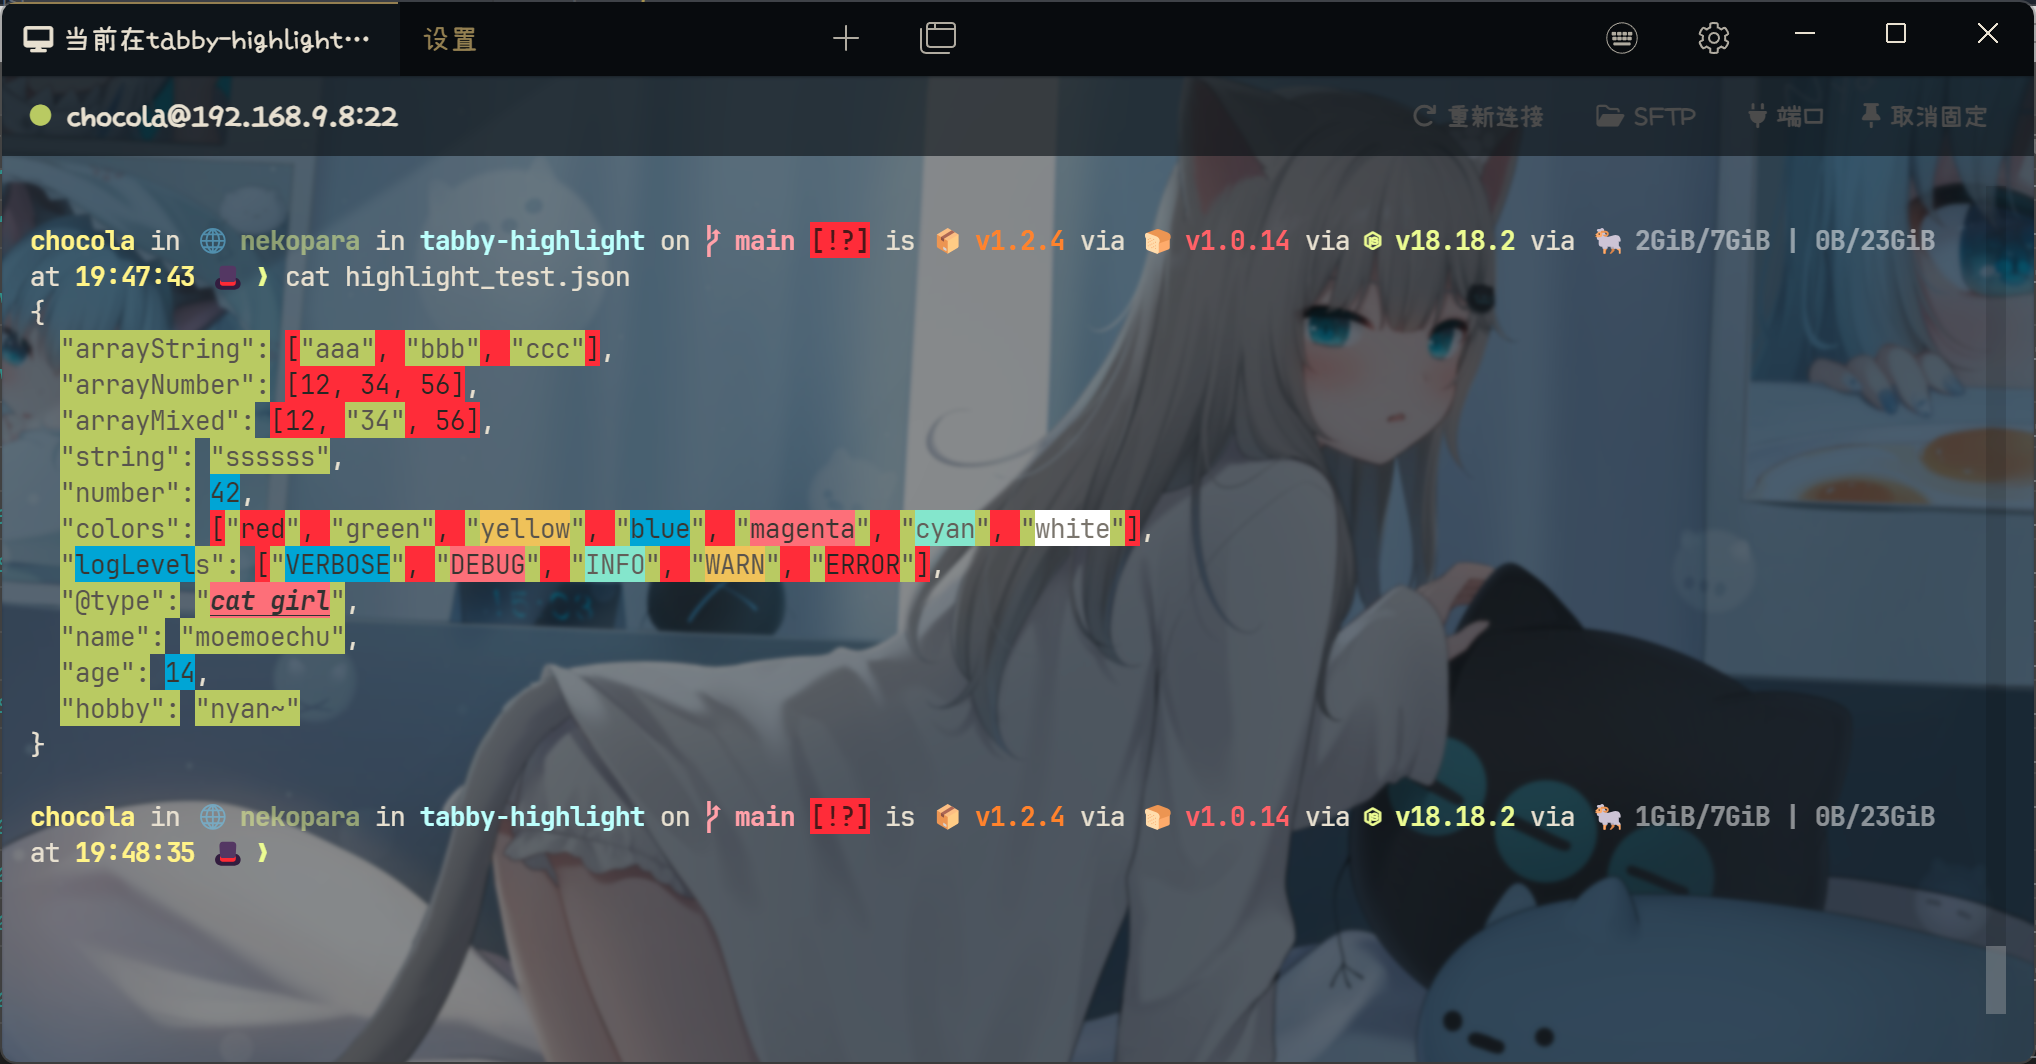 当前在tabby-highlight···
设置
chocola@192.168.9.8:22
重新连接 SFTP 端口 取消固定
chocola in 🌐 nekopara in tabby-highlight on main [!?] is 📦 v1.2.4 via 🍞 v1.0.14 via v18.18.2 via 🐏 2GiB/7GiB | 0B/23GiB
at 19:47:43 🎩 ❱ cat highlight_test.json
{
"arrayString": ["aaa", "bbb", "ccc"],
"arrayNumber": [12, 34, 56],
"arrayMixed": [12, "34", 56],
"string": "ssssss",
"number": 42,
"colors": ["red", "green", "yellow", "blue", "magenta", "cyan", "white"],
"logLevels": ["VERBOSE", "DEBUG", "INFO", "WARN", "ERROR"],
"@type": "cat girl",
"name": "moemoechu",
"age": 14,
"hobby": "nyan~"
}
chocola in 🌐 nekopara in tabby-highlight on main [!?] is 📦 v1.2.4 via 🍞 v1.0.14 via v18.18.2 via 🐏 1GiB/7GiB | 0B/23GiB
at 19:48:35 🎩 ❱